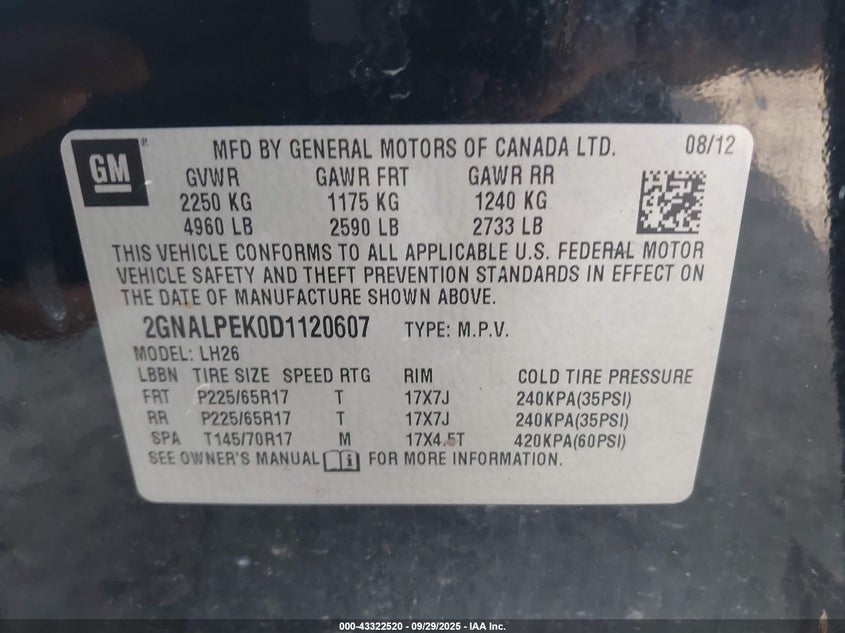 GM
MFD BY GENERAL MOTORS OF CANADA LTD. 08/12
GVWR GAWR FRT GAWR RR
2250 KG 1175 KG 1240 KG
4960 LB 2590 LB 2733 LB
THIS VEHICLE CONFORMS TO ALL APPLICABLE U.S. FEDERAL MOTOR
VEHICLE SAFETY AND THEFT PREVENTION STANDARDS IN EFFECT ON
THE DATE OF MANUFACTURE SHOWN ABOVE.
2GNALPEK0D1120607 TYPE: M.P.V.
MODEL: LH26
LBBN TIRE SIZE SPEED RTG RIM COLD TIRE PRESSURE
FRT P225/65R17 T 17X7J 240KPA(35PSI)
RR P225/65R17 T 17X7J 240KPA(35PSI)
SPA T145/70R17 M 17X4.5T 420KPA(60PSI)
SEE OWNER'S MANUAL i FOR MORE INFORMATION.
000-43322520 - 09/29/2025 - IAA Inc.